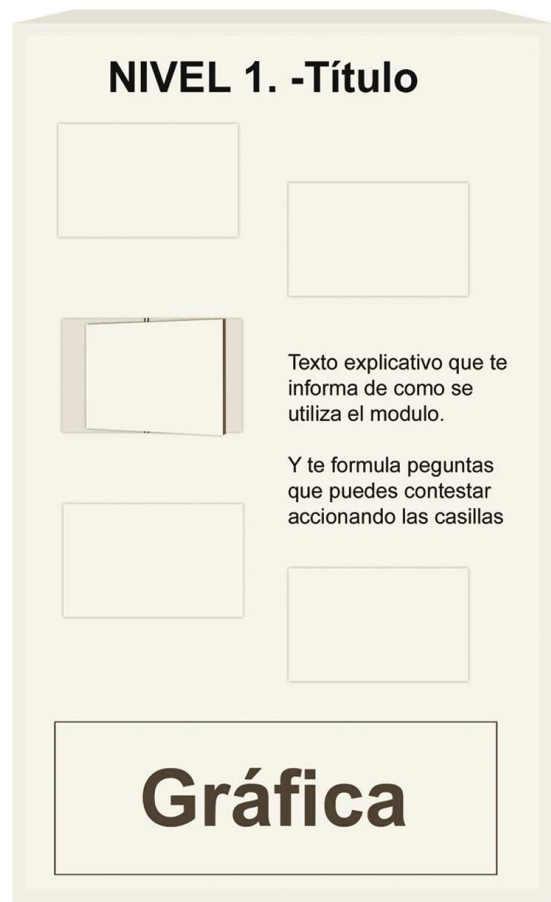 NIVEL 1. -Título
Texto explicativo que te
informa de como se
utiliza el modulo.
Y te formula peguntas
que puedes contestar
accionando las casillas
Gráfica